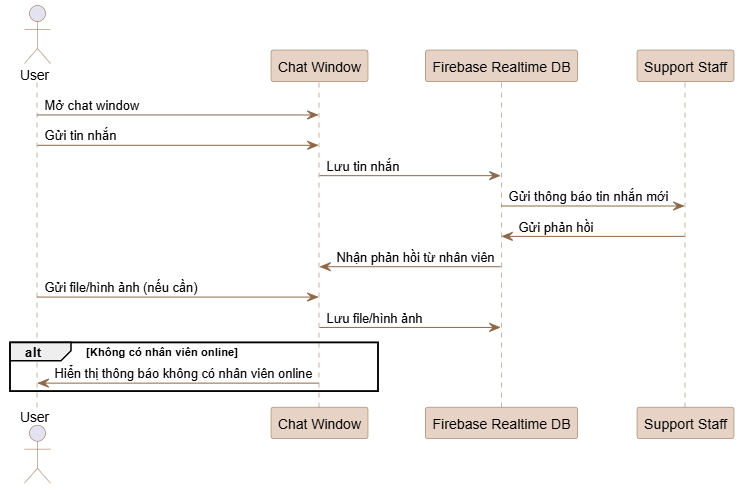 User
Chat Window
Firebase Realtime DB
Support Staff
Mở chat window
Gửi tin nhắn
Lưu tin nhắn
Gửi thông báo tin nhắn mới
Gửi phản hồi
Nhận phản hồi từ nhân viên
Gửi file/hình ảnh (nếu cần)
Lưu file/hình ảnh
alt
[Không có nhân viên online]
Hiển thị thông báo không có nhân viên online
User
Chat Window
Firebase Realtime DB
Support Staff